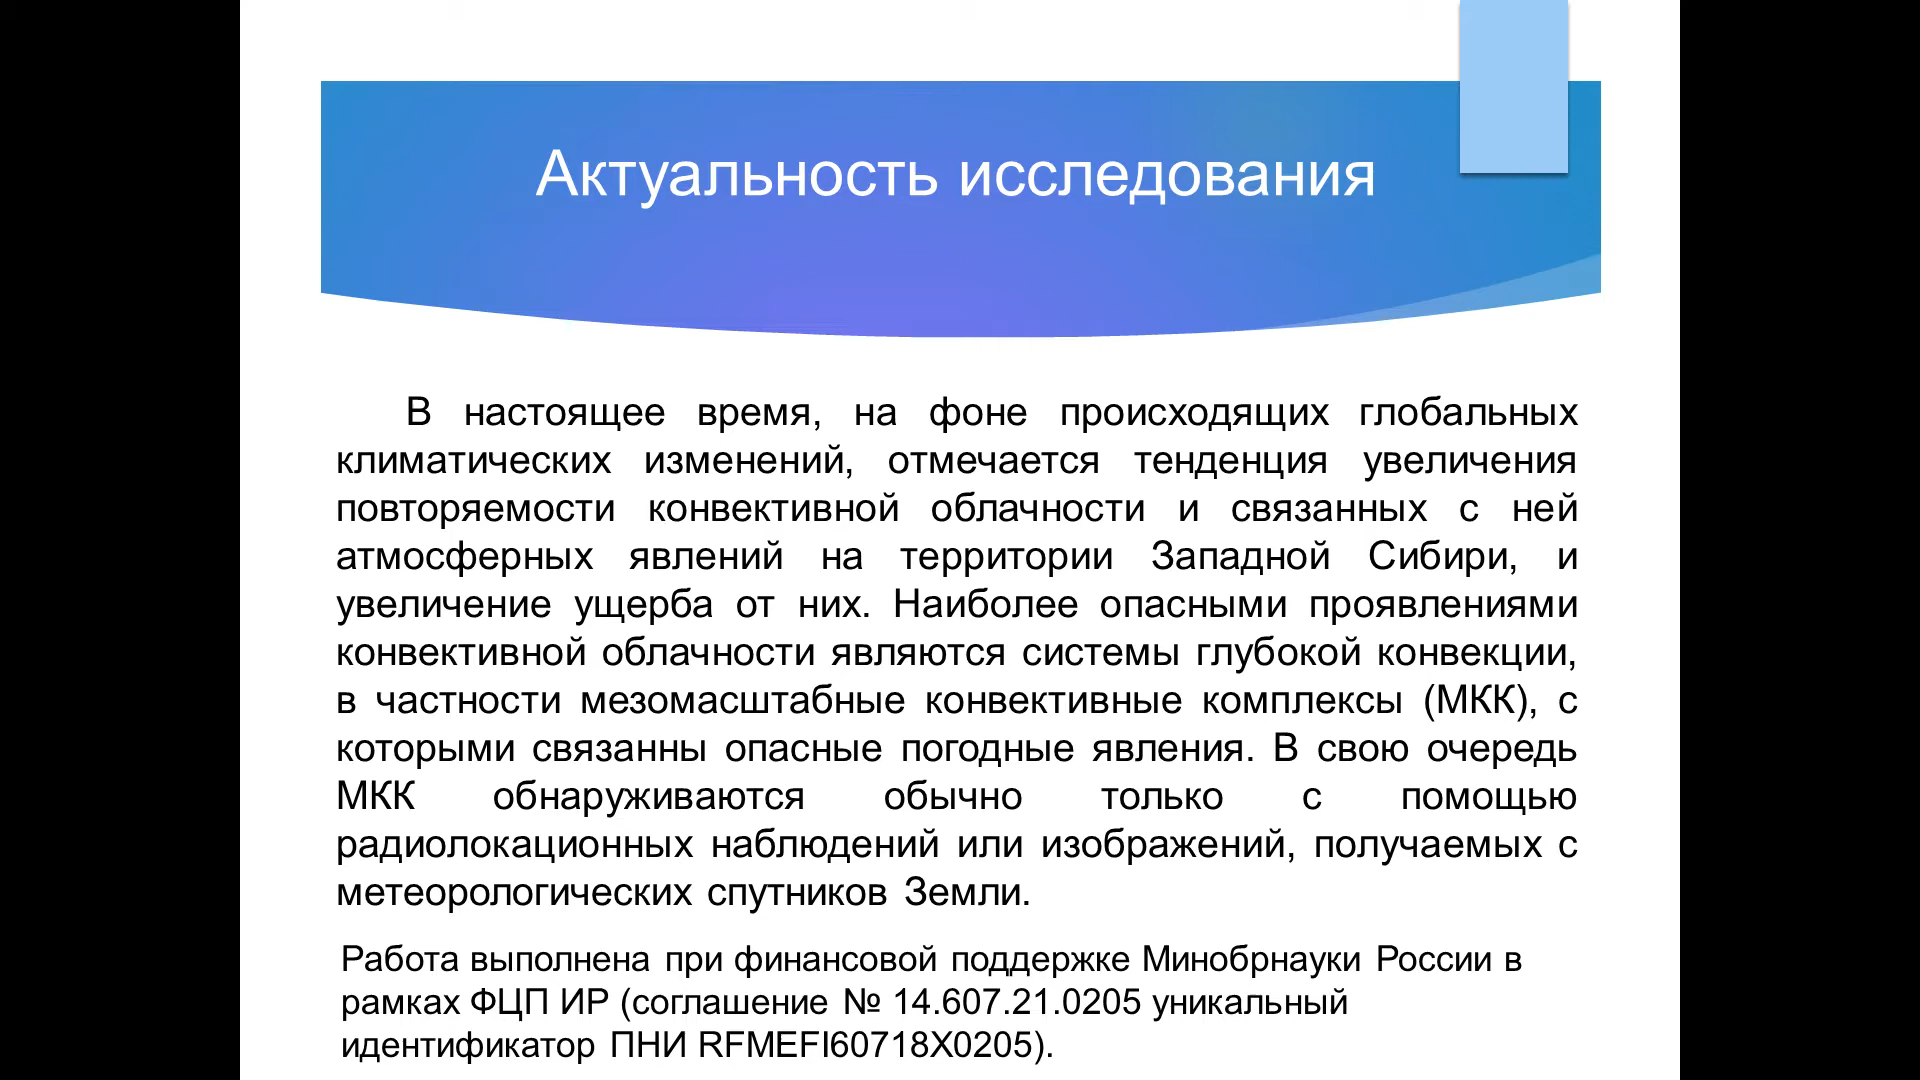 Актуальность исследования
В настоящее время, на фоне происходящих глобальных
климатических изменений, отмечается тенденция увеличения
повторяемости конвективной облачности и связанных с ней
атмосферных явлений на территории Западной Сибири, и
увеличение ущерба от них. Наиболее опасными проявлениями
конвективной облачности являются системы глубокой конвекции,
в частности мезомасштабные конвективные комплексы (МКК), с
которыми связанны опасные погодные явления. В свою очередь
МКК обнаруживаются обычно только с помощью
радиолокационных наблюдений или изображений, получаемых с
метеорологических спутников Земли.
Работа выполнена при финансовой поддержке Минобрнауки России в
рамках ФЦП ИР (соглашение № 14.607.21.0205 уникальный
идентификатор ПНИ RFMEFI60718X0205).